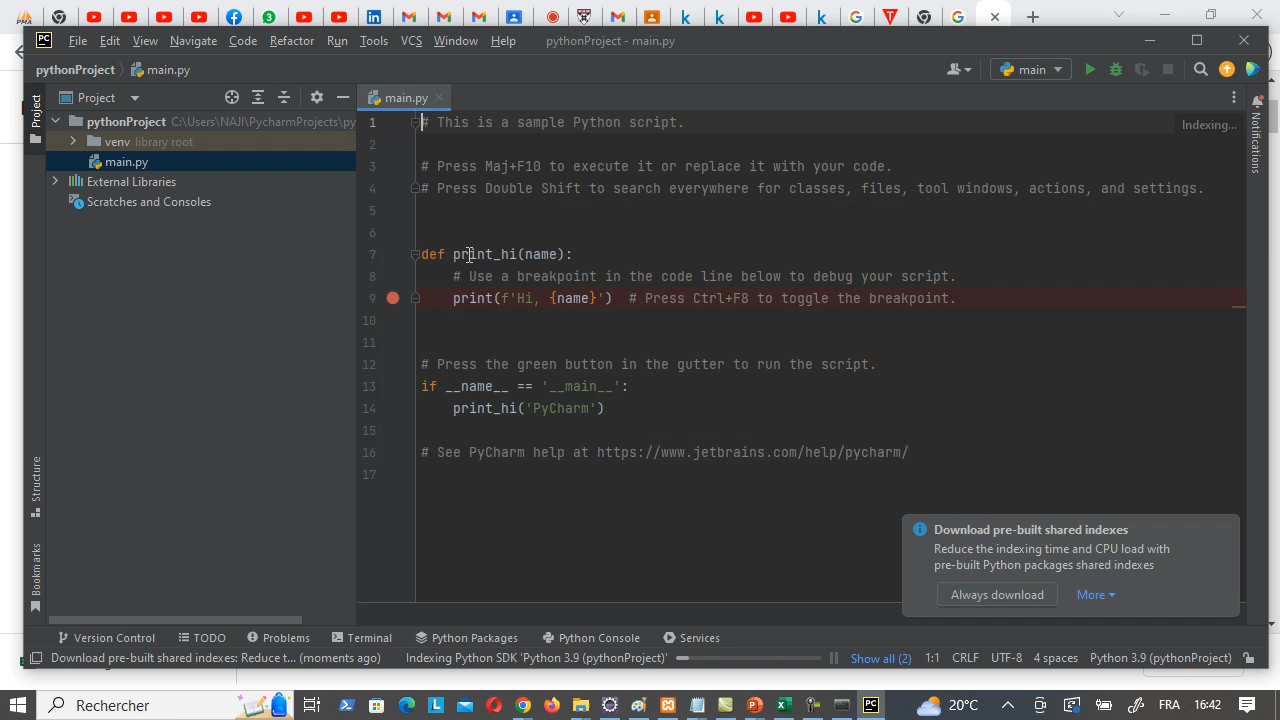 PMA
File Edit View Navigate Code Refactor Run Tools VCS Window Help pythonProject - main.py
pythonProject main.py
main
Project
Project
main.py
pythonProject C:\Users\NAJI\PycharmProjects\py
venv library root
main.py
External Libraries
Scratches and Consoles
Indexing...
Notifications
1 # This is a sample Python script.
2
3 # Press Maj+F10 to execute it or replace it with your code.
4 # Press Double Shift to search everywhere for classes, files, tool windows, actions, and settings.
5
6
7 def print_hi(name):
8 # Use a breakpoint in the code line below to debug your script.
9 print(f'Hi, {name}') # Press Ctrl+F8 to toggle the breakpoint.
10
11
12 # Press the green button in the gutter to run the script.
13 if __name__ == '__main__':
14 print_hi('PyCharm')
15
16 # See PyCharm help at https://www.jetbrains.com/help/pycharm/
17
Structure
Bookmarks
Download pre-built shared indexes
Reduce the indexing time and CPU load with
pre-built Python packages shared indexes
Always download More
Version Control TODO Problems Terminal Python Packages Python Console Services
Download pre-built shared indexes: Reduce t... (moments ago) Indexing Python SDK 'Python 3.9 (pythonProject)' Show all (2) 1:1 CRLF UTF-8 4 spaces Python 3.9 (pythonProject)
Rechercher 20°C FRA 16:42